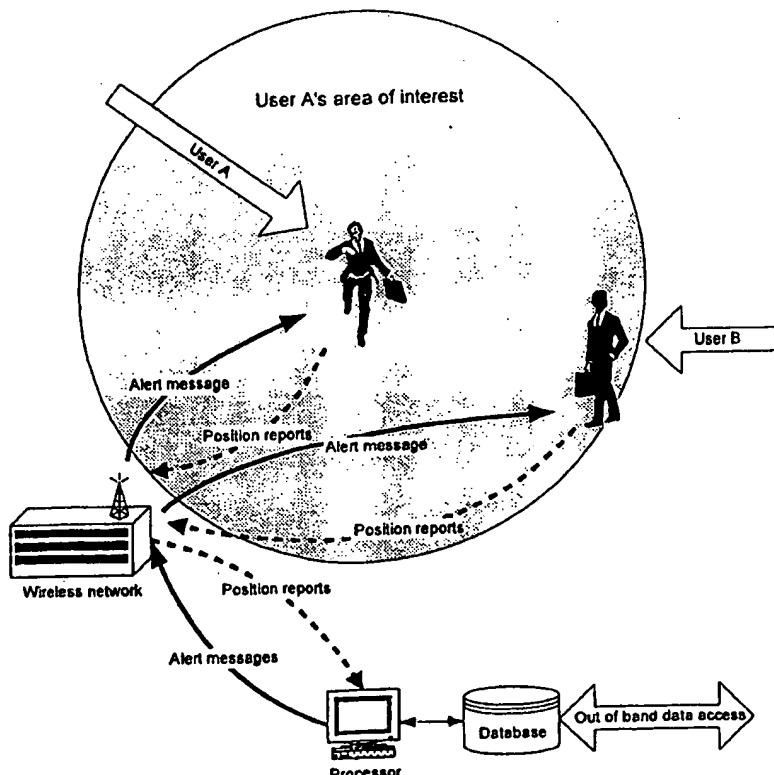 User A's area of interest
User A
User B
Alert message
Position reports
Alert message
Position reports
Wireless network
Position reports
Alert messages
Database
Out of band data access
Processor